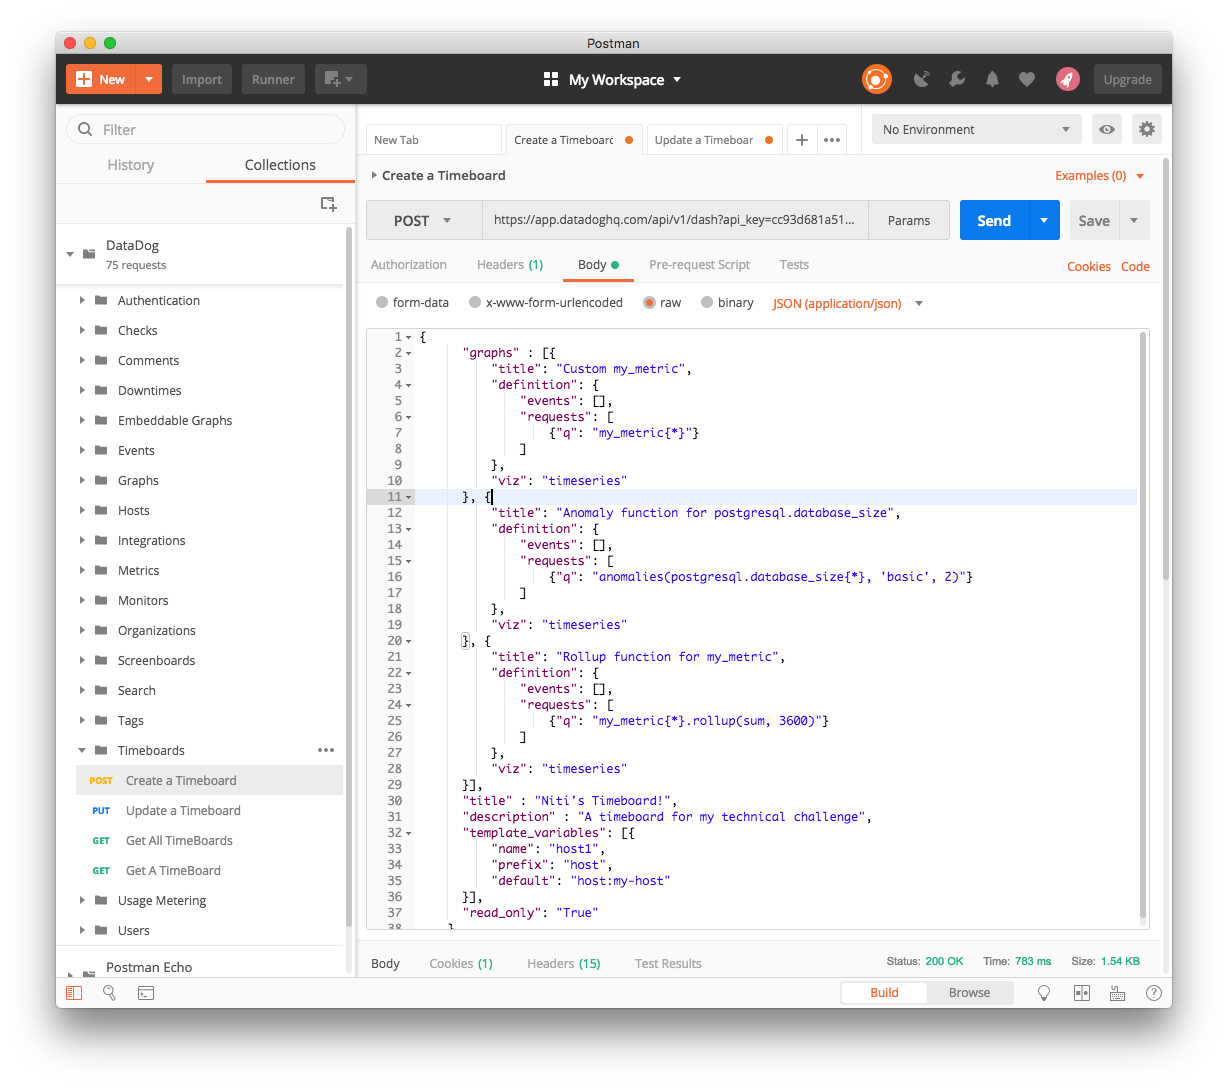 Postman
New
Import
Runner
My Workspace
Upgrade
Filter
History
Collections
DataDog
75 requests
Authentication
Checks
Comments
Downtimes
Embeddable Graphs
Events
Graphs
Hosts
Integrations
Metrics
Monitors
Organizations
Screenboards
Search
Tags
Timeboards
POST Create a Timeboard
PUT Update a Timeboard
GET Get All TimeBoards
GET Get A TimeBoard
Usage Metering
Users
Postman Echo
New Tab
Create a Timeboarc
Update a Timeboar
No Environment
Create a Timeboard
Examples (0)
POST
https://app.datadoghq.com/api/v1/dash?api_key=cc93d681a51...
Params
Send
Save
Authorization
Headers (1)
Body
Pre-request Script
Tests
Cookies
Code
form-data
x-www-form-urlencoded
raw
binary
JSON (application/json)
1 {
2 "graphs" : [{
3 "title": "Custom my_metric",
4 "definition": {
5 "events": [],
6 "requests": [
7 {"q": "my_metric{*}"}
8 ]
9 },
10 "viz": "timeseries"
11 }, {
12 "title": "Anomaly function for postgresql.database_size",
13 "definition": {
14 "events": [],
15 "requests": [
16 {"q": "anomalies(postgresql.database_size{*}, 'basic', 2)"}
17 ]
18 },
19 "viz": "timeseries"
20 }, {
21 "title": "Rollup function for my_metric",
22 "definition": {
23 "events": [],
24 "requests": [
25 {"q": "my_metric{*}.rollup(sum, 3600)"}
26 ]
27 },
28 "viz": "timeseries"
29 }],
30 "title" : "Niti's Timeboard!",
31 "description" : "A timeboard for my technical challenge",
32 "template_variables": [{
33 "name": "host1",
34 "prefix": "host",
35 "default": "host:my-host"
36 }],
37 "read_only": "True"
38 }
Body
Cookies (1)
Headers (15)
Test Results
Status: 200 OK
Time: 783 ms
Size: 1.54 KB
Build
Browse